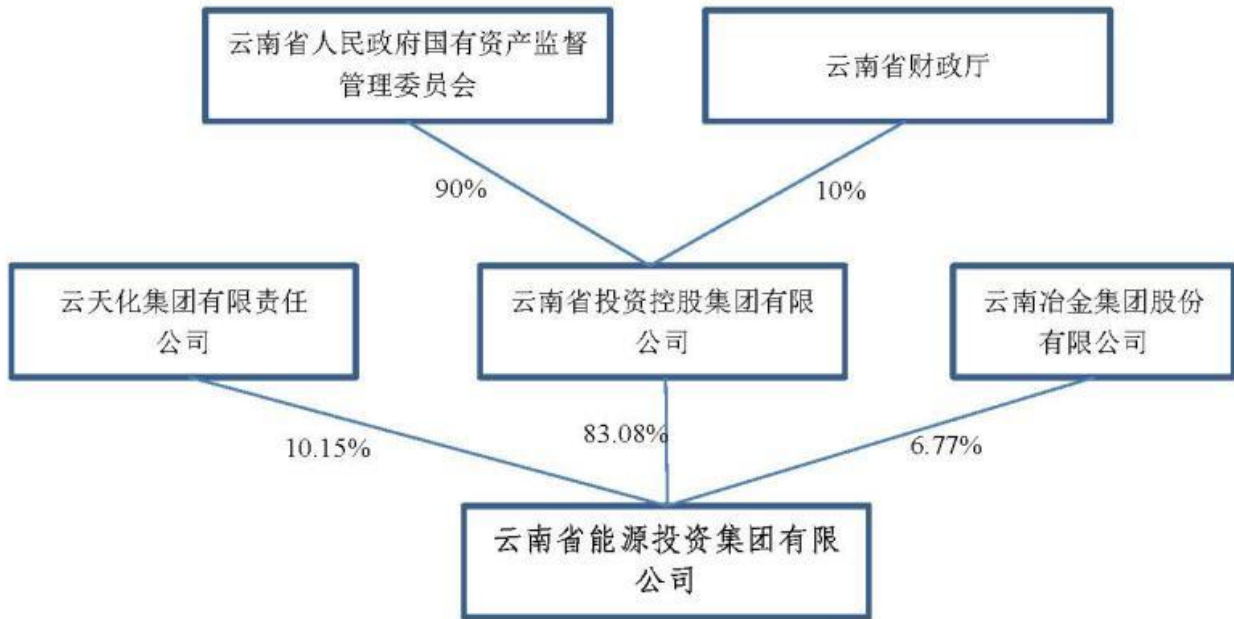 云南省人民政府国有资产监督
管理委员会
云南省财政厅
90%
10%
云天化集团有限责任
公司
云南省投资控股集团有限
公司
云南冶金集团股份
有限公司
10.15%
83.08%
6.77%
云南省能源投资集团有限
公司